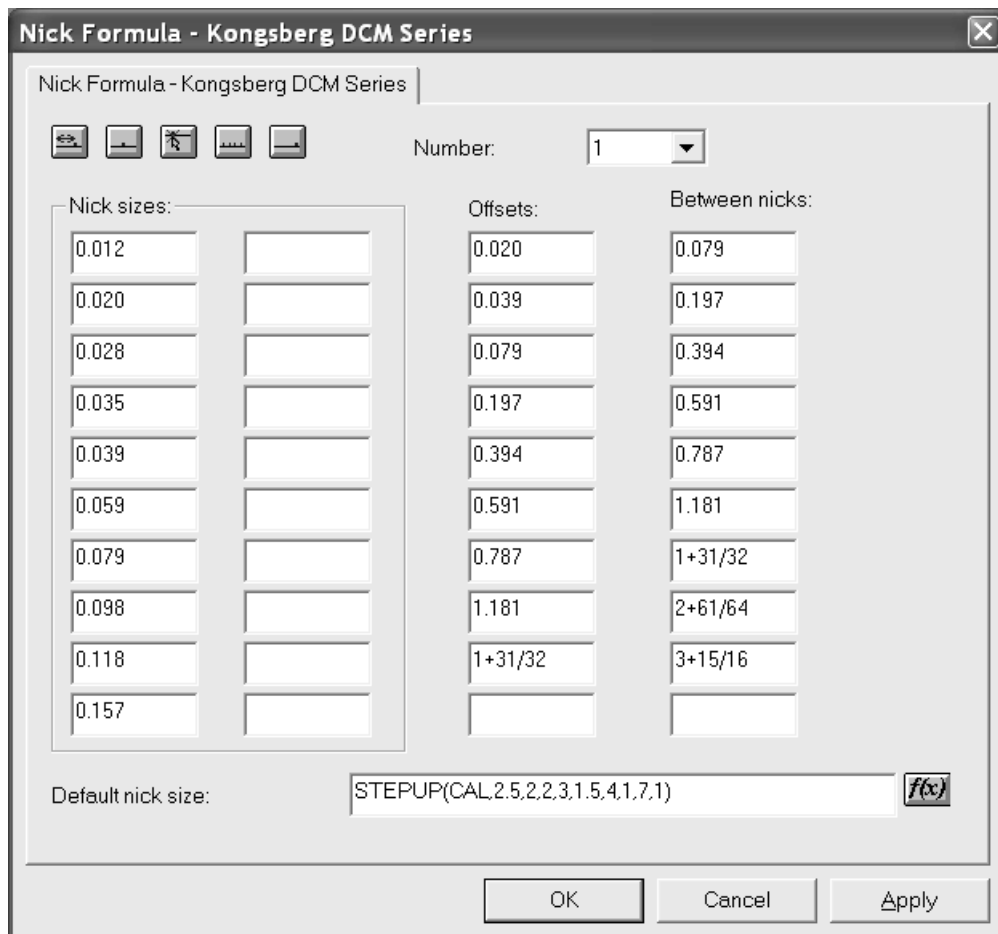 Nick Formula - Kongsberg DCM Series
Nick Formula - Kongsberg DCM Series
Number: 1
Nick sizes: Offsets: Between nicks:
0.012 0.020 0.079
0.020 0.039 0.197
0.028 0.079 0.394
0.035 0.197 0.591
0.039 0.394 0.787
0.059 0.591 1.181
0.079 0.787 1+31/32
0.098 1.181 2+61/64
0.118 1+31/32 3+15/16
0.157
Default nick size: STEPUP(CAL,2.5,2,2,3,1.5,4,1,7,1) f(x)
OK Cancel Apply